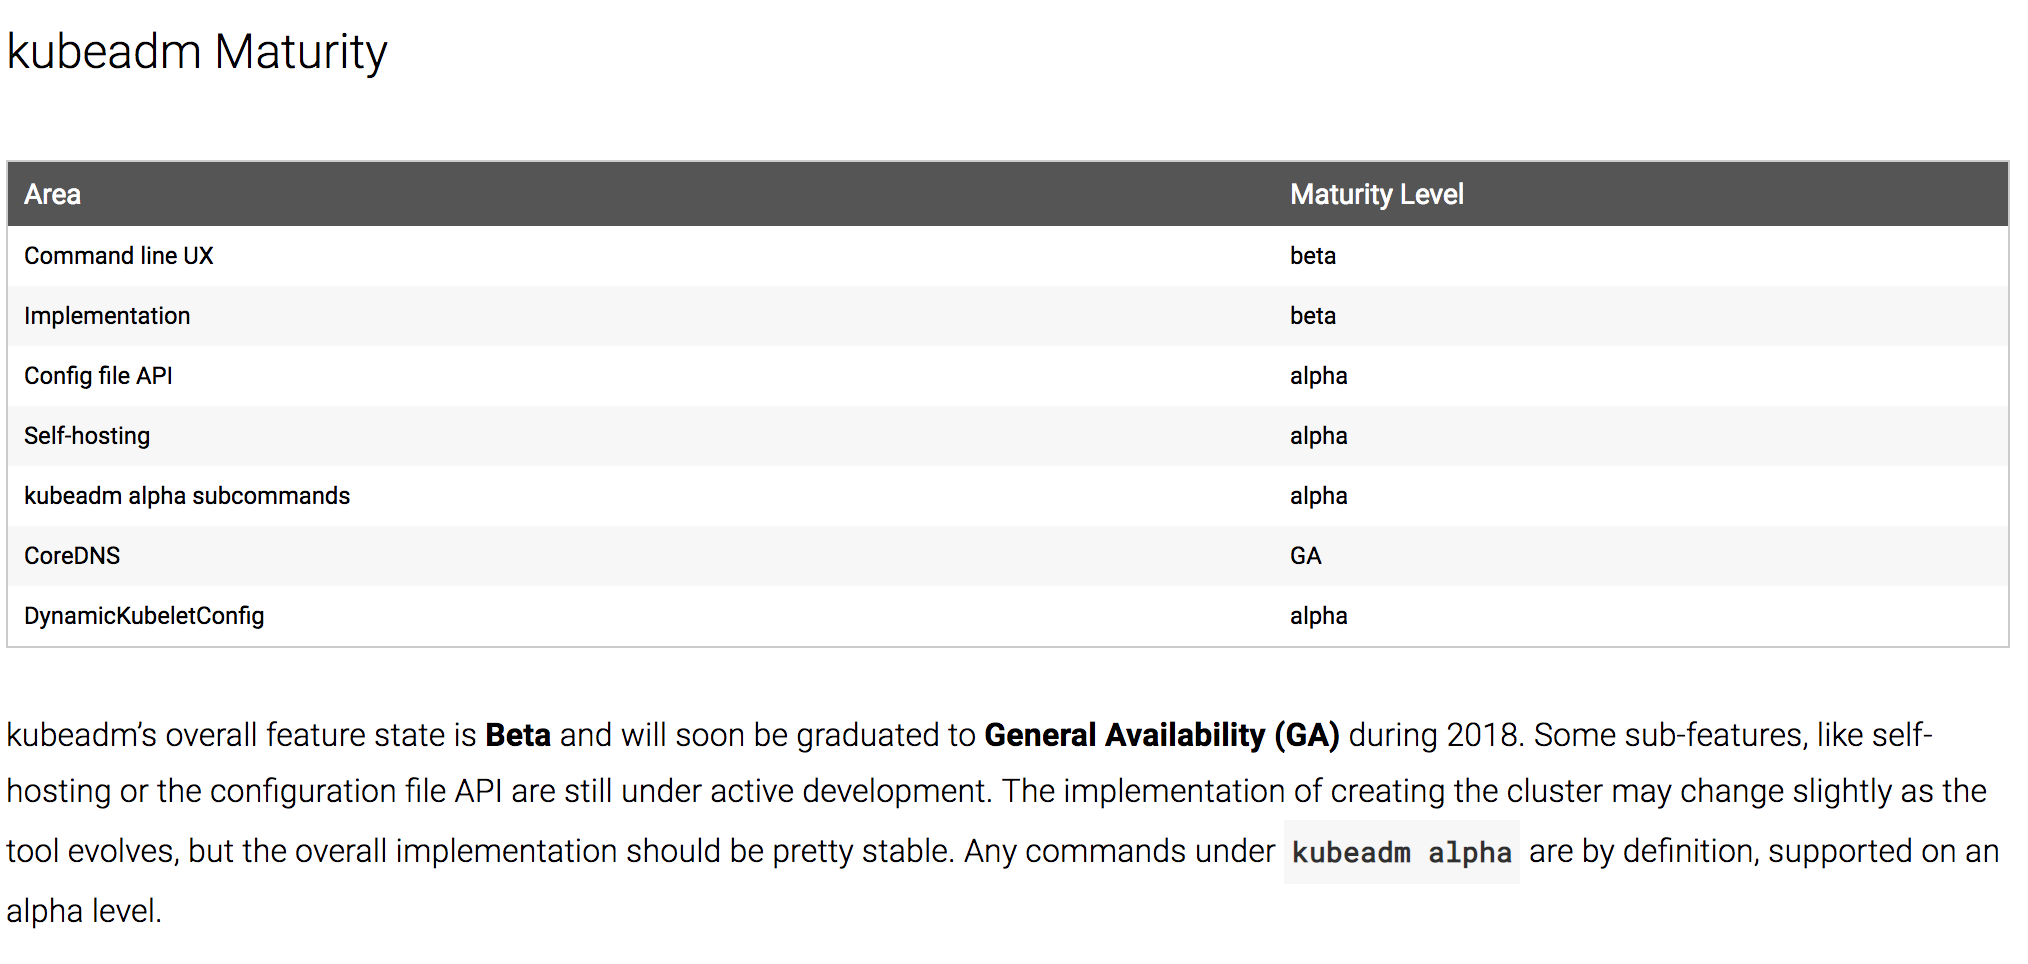 kubeadm Maturity
Area Maturity Level
Command line UX beta
Implementation beta
Config file API alpha
Self-hosting alpha
kubeadm alpha subcommands alpha
CoreDNS GA
DynamicKubeletConfig alpha
kubeadm’s overall feature state is Beta and will soon be graduated to General Availability (GA) during 2018. Some sub-features, like self-
hosting or the configuration file API are still under active development. The implementation of creating the cluster may change slightly as the
tool evolves, but the overall implementation should be pretty stable. Any commands under kubeadm alpha are by definition, supported on an
alpha level.